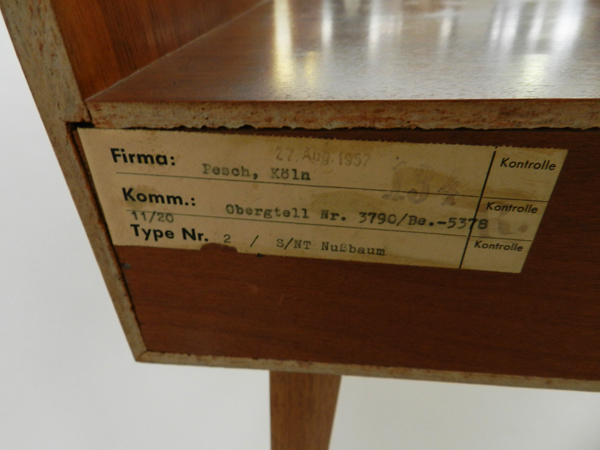 27. Aug. 1957
Firma: Pesch, Köln Kontrolle
Komm.: Obergtell Nr. 3790/Be.-5378 Kontrolle
11/20
Type Nr. 2 / S/NT Nußbaum Kontrolle